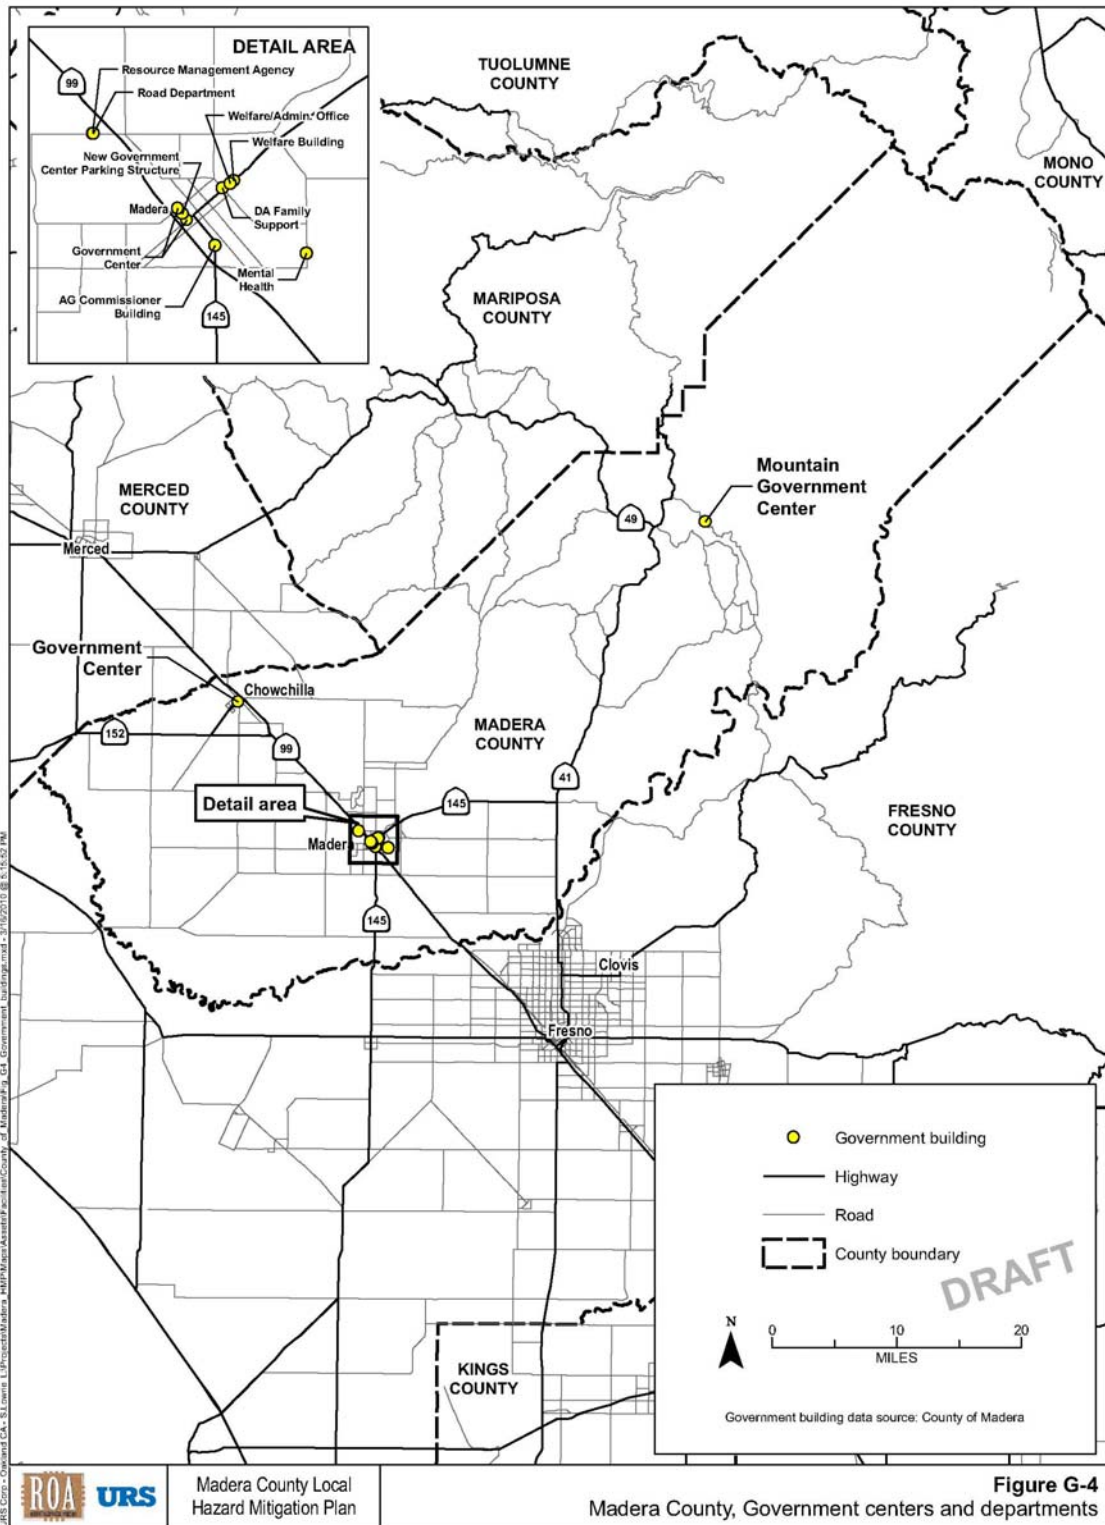 DETAIL AREA
99
Resource Management Agency
Road Department
Welfare/Admin. Office
Welfare Building
New Government
Center Parking Structure
Madera
DA Family
Support
Government
Center
Mental
Health
AG Commissioner
Building
145
TUOLUMNE
COUNTY
MONO
COUNTY
MARIPOSA
COUNTY
MERCED
COUNTY
Merced
49
Mountain
Government
Center
Government
Center
Chowchilla
152
99
MADERA
COUNTY
41
Detail area
145
Madera
FRESNO
COUNTY
145
Clovis
Fresno
KINGS
COUNTY
Government building
Highway
Road
County boundary
DRAFT
N
0 10 20
MILES
Government building data source: County of Madera
ROA
URS
Madera County Local
Hazard Mitigation Plan
Figure G-4
Madera County, Government centers and departments